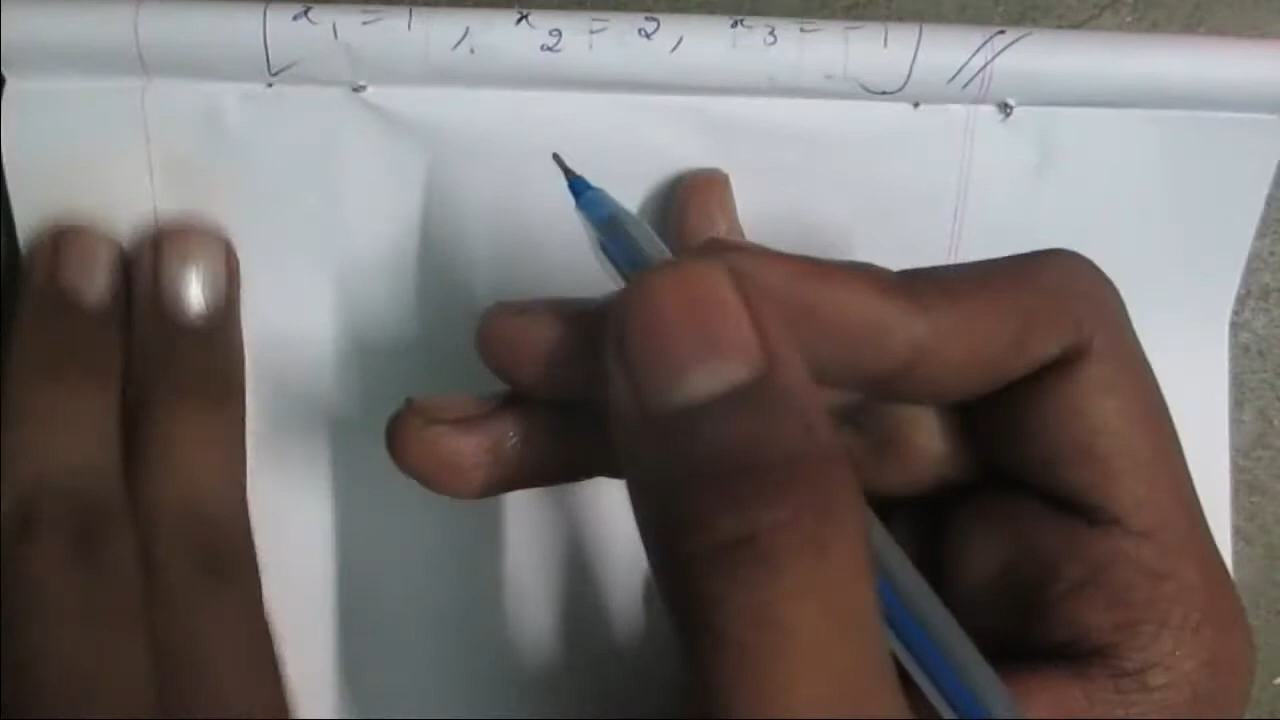 [x₁ = 1, x₂ = 2, x₃ = -1] //